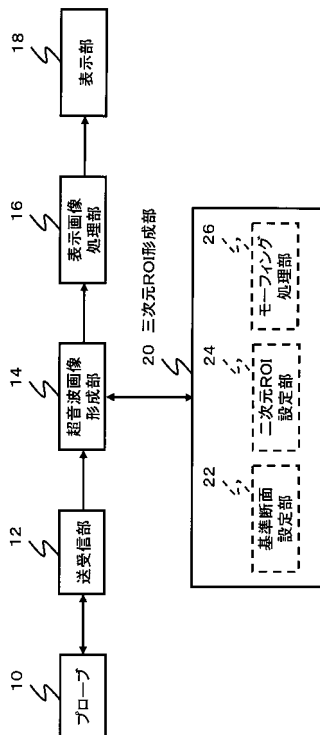 10
プローブ
12
送受信部
14
超音波画像
形成部
16
表示画像
処理部
18
表示部
20 三次元ROI形成部
22
基準断面
設定部
24
二次元ROI
設定部
26
モーフィング
処理部